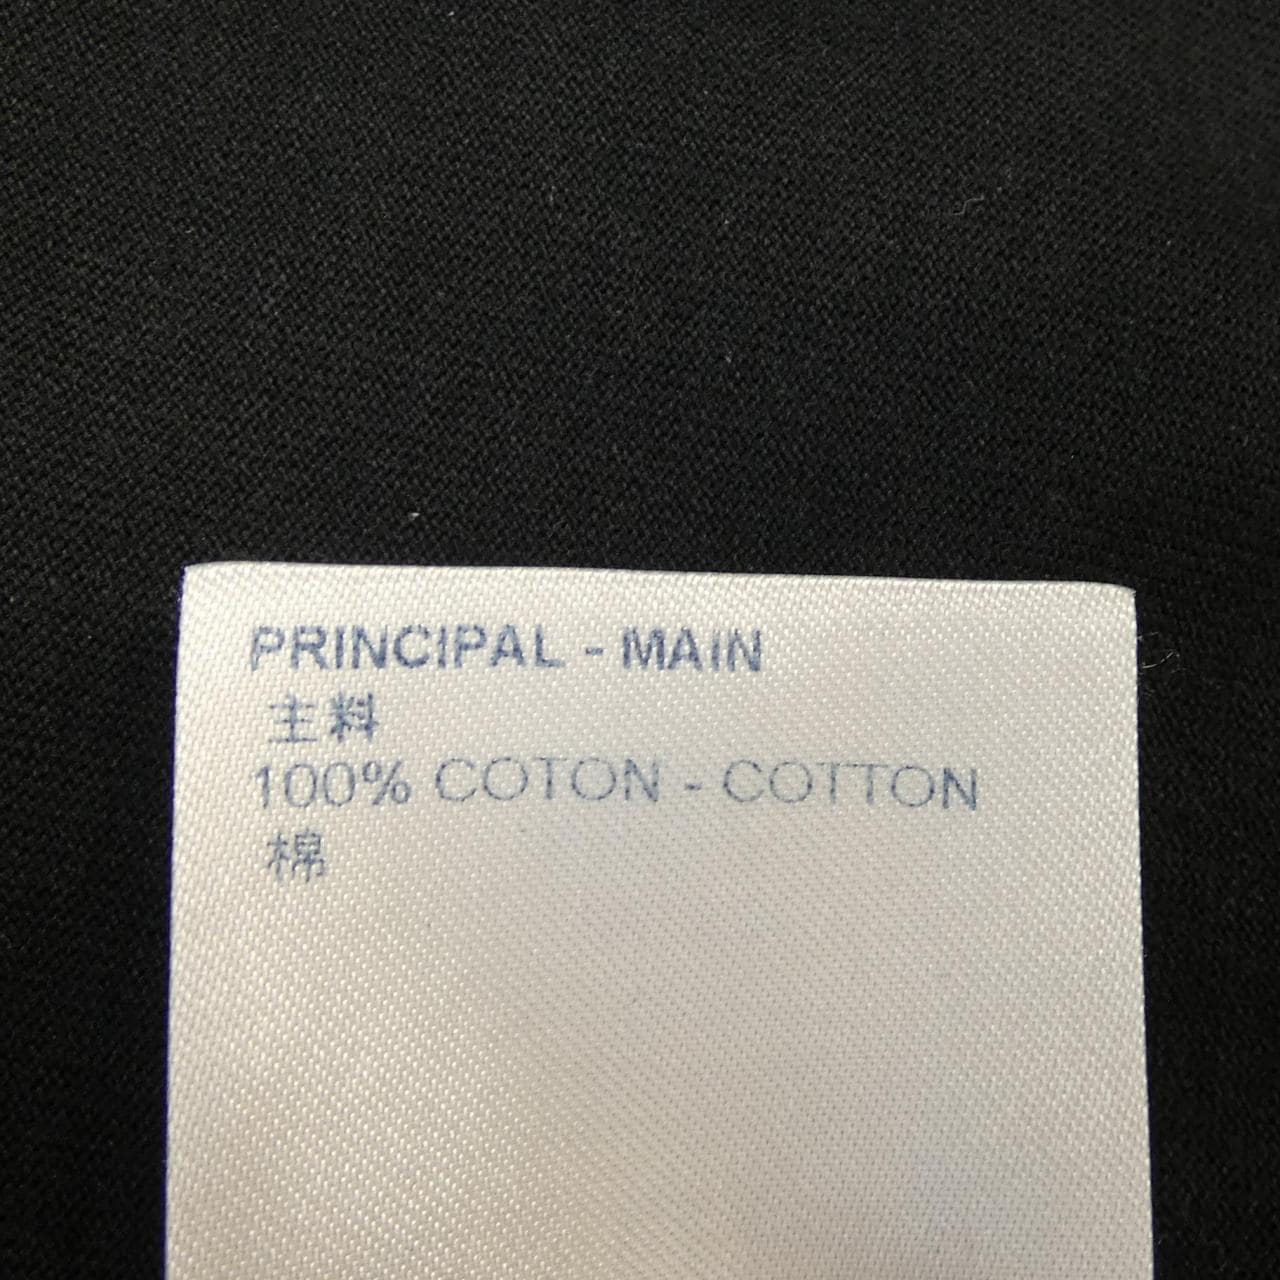 PRINCIPAL - MAIN
主料
100% COTON - COTTON
棉